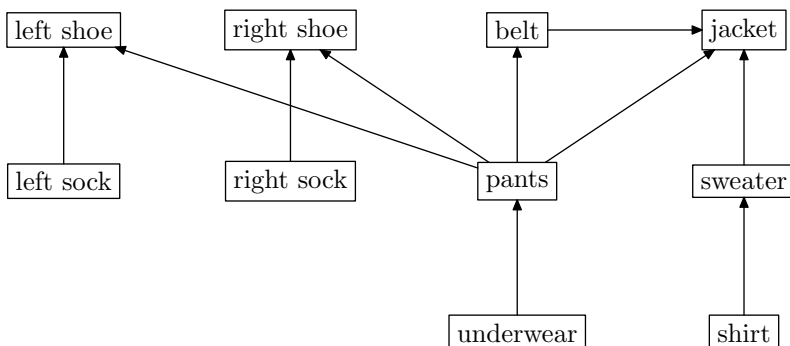 left shoe
right shoe
belt
jacket
left sock
right sock
pants
sweater
underwear
shirt